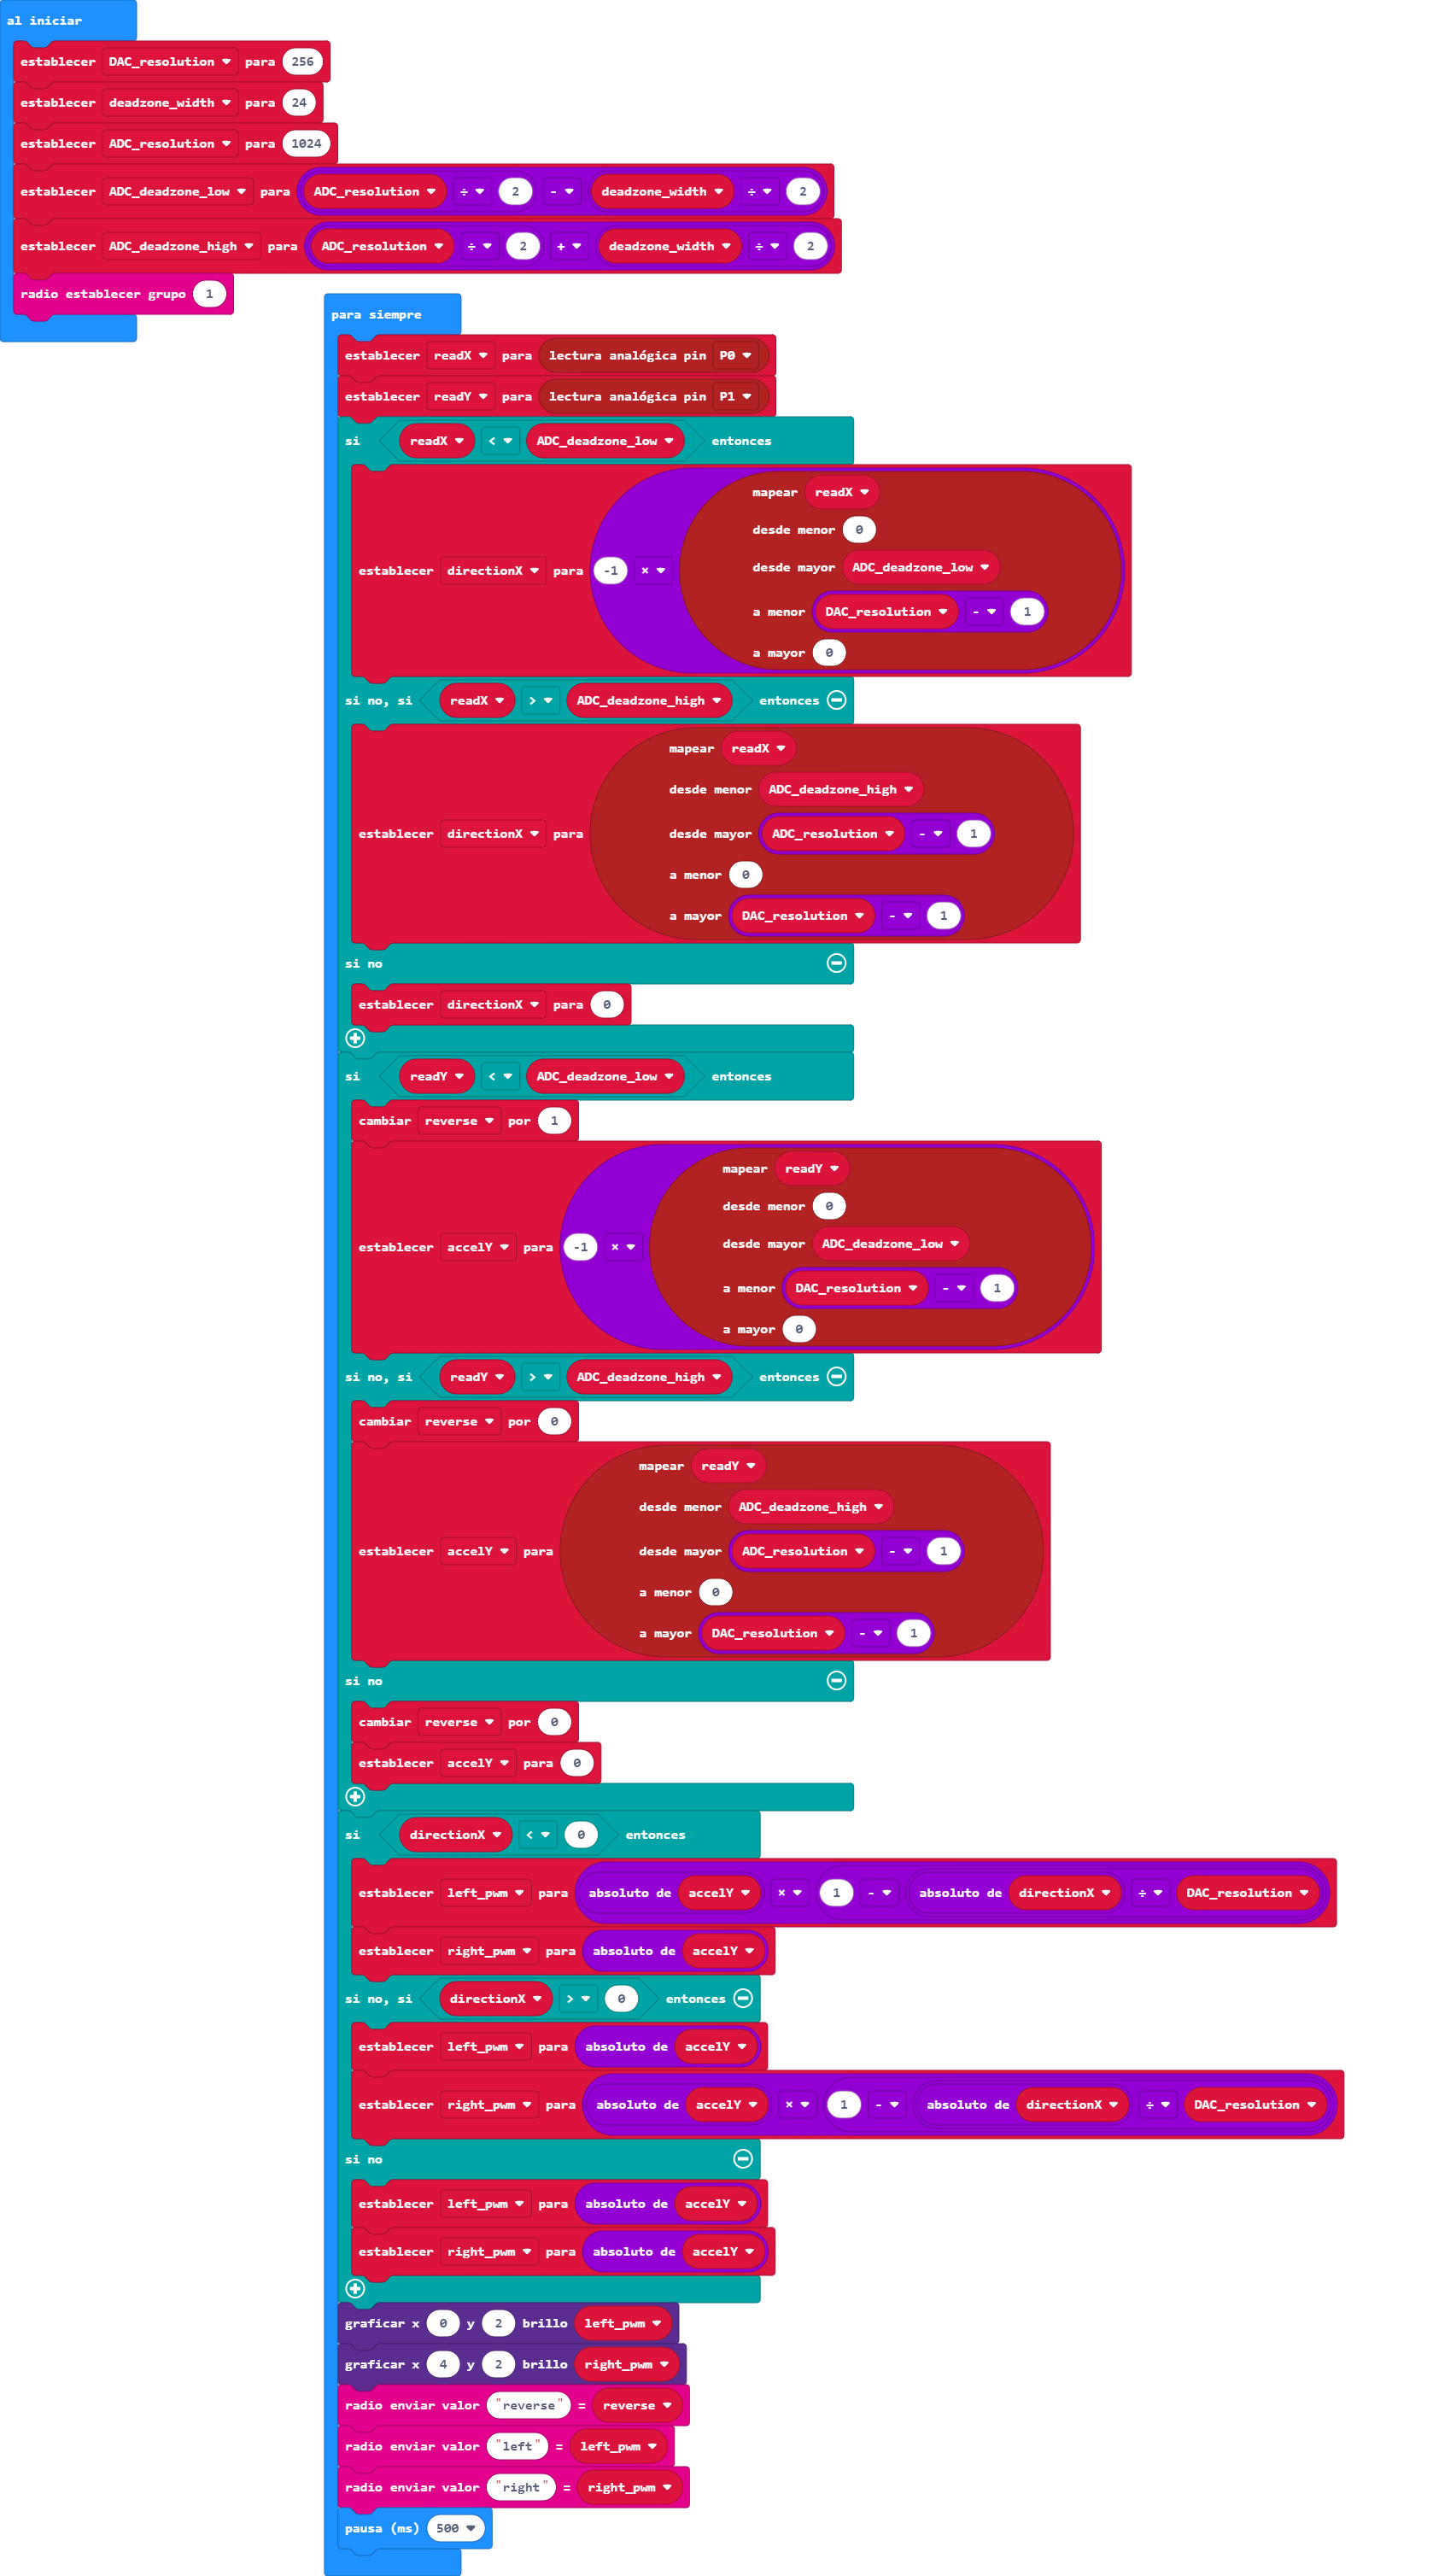 al iniciar
establecer DAC_resolution para 256
establecer deadzone_width para 24
establecer ADC_resolution para 1024
establecer ADC_deadzone_low para ADC_resolution ÷ 2 - deadzone_width ÷ 2
establecer ADC_deadzone_high para ADC_resolution ÷ 2 + deadzone_width ÷ 2
radio establecer grupo 1
para siempre
establecer readX para lectura analógica pin P0
establecer readY para lectura analógica pin P1
si readX < ADC_deadzone_low entonces
establecer directionX para -1 × mapear readX
desde menor 0
desde mayor ADC_deadzone_low
a menor DAC_resolution - 1
a mayor 0
si no, si readX > ADC_deadzone_high entonces
establecer directionX para mapear readX
desde menor ADC_deadzone_high
desde mayor ADC_resolution - 1
a menor 0
a mayor DAC_resolution - 1
si no
establecer directionX para 0
si readY < ADC_deadzone_low entonces
cambiar reverse por 1
establecer accelY para -1 × mapear readY
desde menor 0
desde mayor ADC_deadzone_low
a menor DAC_resolution - 1
a mayor 0
si no, si readY > ADC_deadzone_high entonces
cambiar reverse por 0
establecer accelY para mapear readY
desde menor ADC_deadzone_high
desde mayor ADC_resolution - 1
a menor 0
a mayor DAC_resolution - 1
si no
cambiar reverse por 0
establecer accelY para 0
si directionX < 0 entonces
establecer left_pwm para absoluto de accelY × 1 - absoluto de directionX ÷ DAC_resolution
establecer right_pwm para absoluto de accelY
si no, si directionX > 0 entonces
establecer left_pwm para absoluto de accelY
establecer right_pwm para absoluto de accelY × 1 - absoluto de directionX ÷ DAC_resolution
si no
establecer left_pwm para absoluto de accelY
establecer right_pwm para absoluto de accelY
graficar x 0 y 2 brillo left_pwm
graficar x 4 y 2 brillo right_pwm
radio enviar valor "reverse" = reverse
radio enviar valor "left" = left_pwm
radio enviar valor "right" = right_pwm
pausa (ms) 500